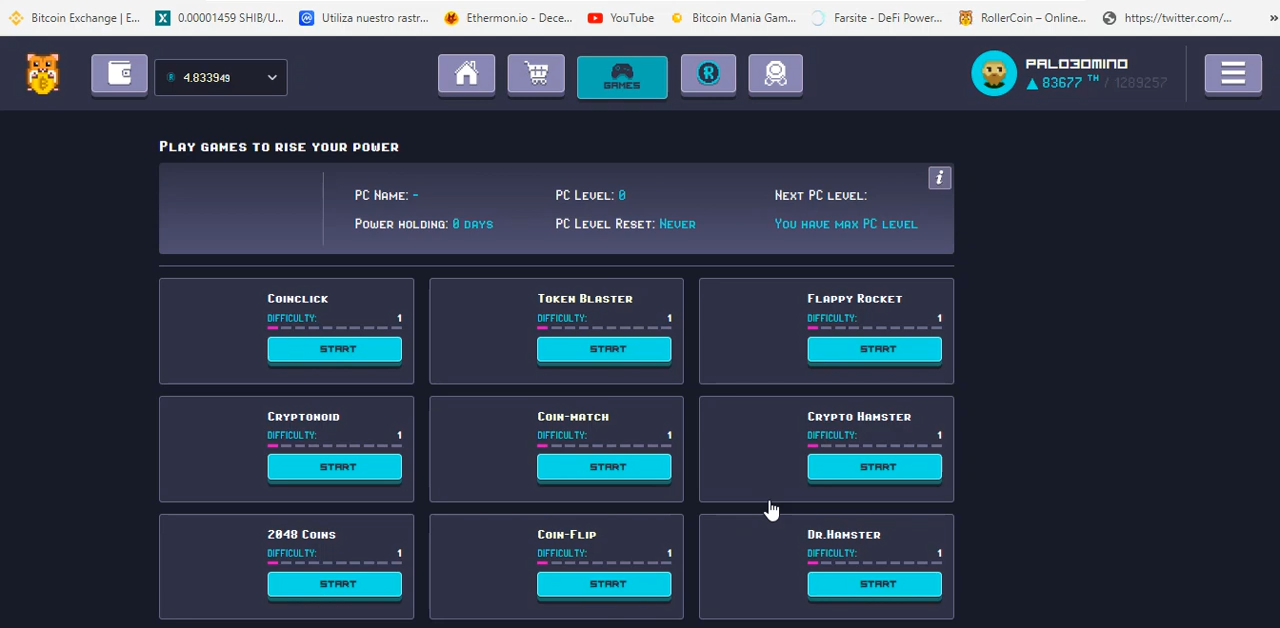 Bitcoin Exchange | E... 0.00001459 SHIB/U... Utiliza nuestro rastr... Ethermon.io - Dece... YouTube Bitcoin Mania Gam... Farsite - DeFi Power... RollerCoin – Online... https://twitter.com/... »
4.833949 GAMES PALO3DOMINO
83677 TH / 1289257
PLAY GAMES TO RISE YOUR POWER
PC NAME: - PC LEVEL: 0 NEXT PC LEVEL:
POWER HOLDING: 0 DAYS PC LEVEL RESET: NEVER YOU HAVE MAX PC LEVEL
COINCLICK TOKEN BLASTER FLAPPY ROCKET
DIFFICULTY: 1 DIFFICULTY: 1 DIFFICULTY: 1
START START START
CRYPTONOID COIN-MATCH CRYPTO HAMSTER
DIFFICULTY: 1 DIFFICULTY: 1 DIFFICULTY: 1
START START START
2048 COINS COIN-FLIP DR.HAMSTER
DIFFICULTY: 1 DIFFICULTY: 1 DIFFICULTY: 1
START START START